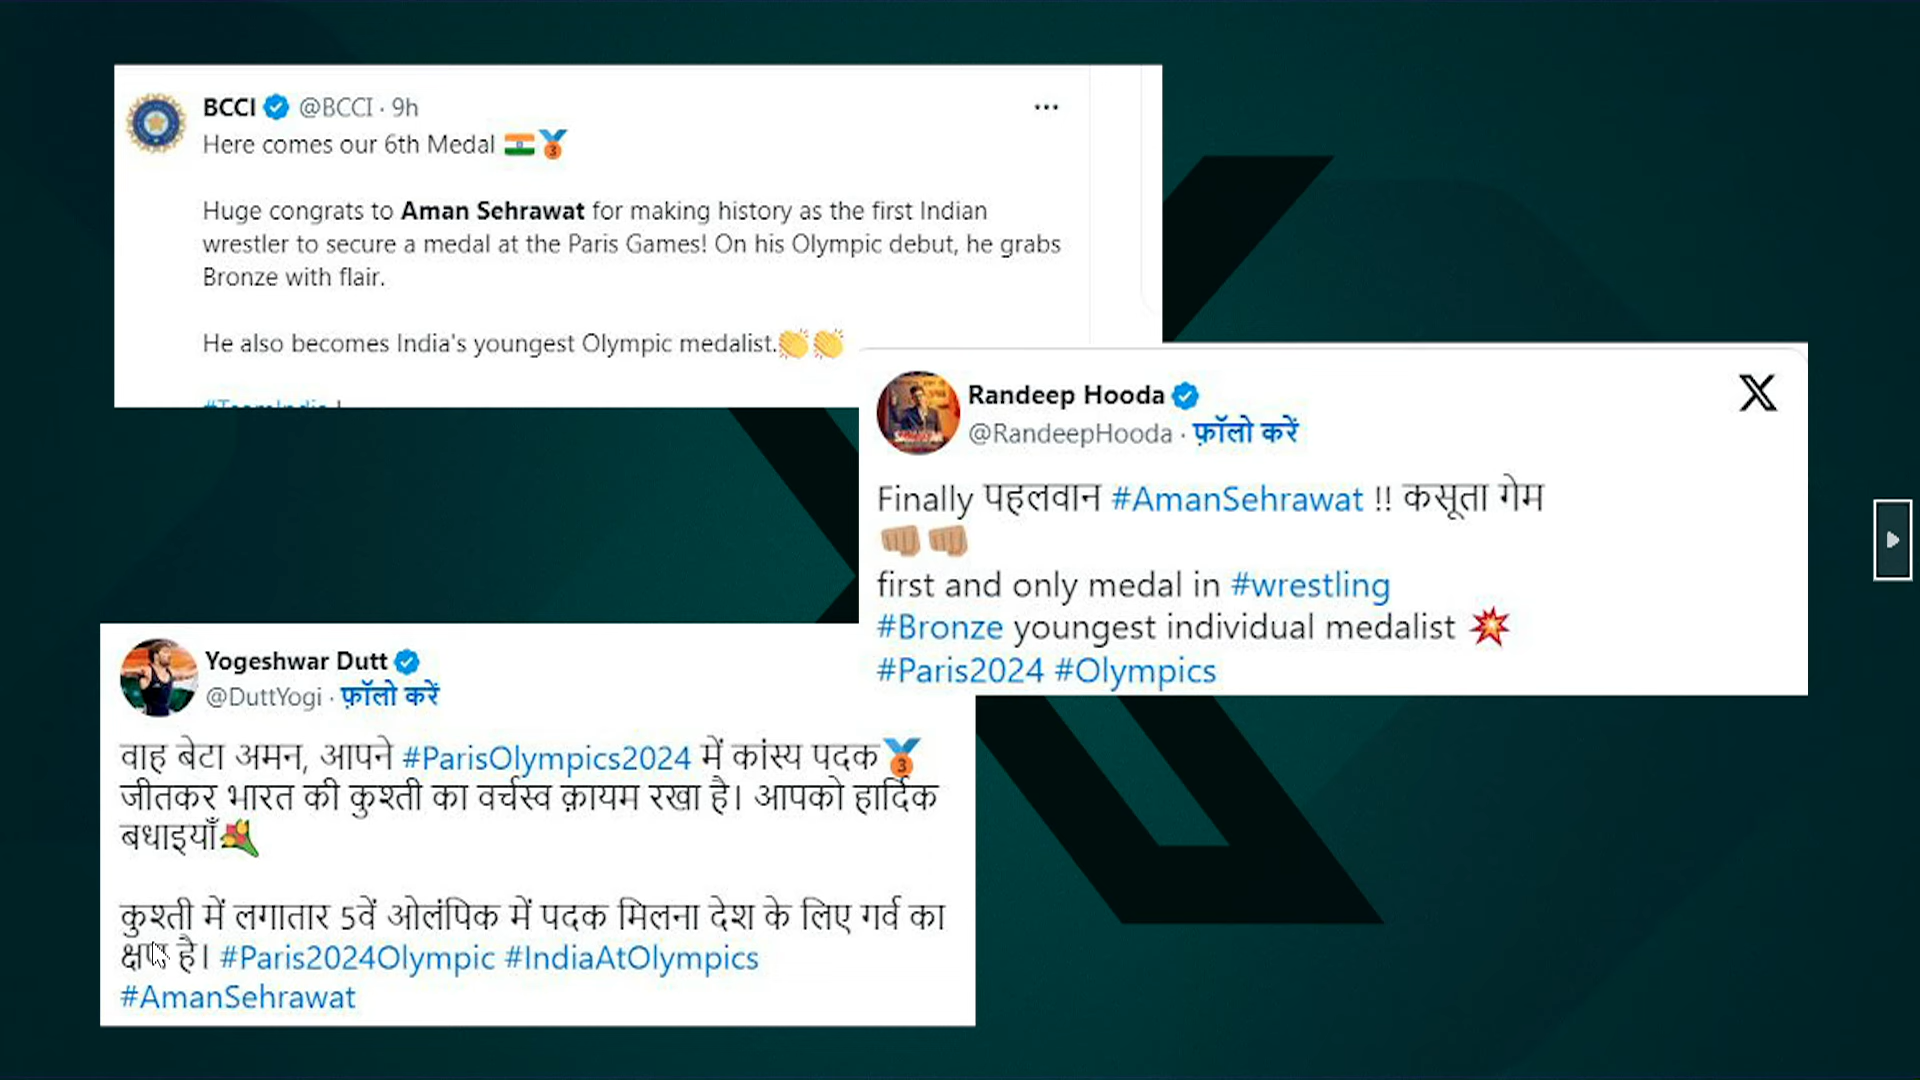 BCCI @BCCI · 9h
Here comes our 6th Medal 🇮🇳🥉
Huge congrats to Aman Sehrawat for making history as the first Indian
wrestler to secure a medal at the Paris Games! On his Olympic debut, he grabs
Bronze with flair.
He also becomes India's youngest Olympic medalist.👏👏
Randeep Hooda
@RandeepHooda · फ़ॉलो करें
Finally पहलवान #AmanSehrawat !! कसूता गेम
👊🏽👊🏽
first and only medal in #wrestling
#Bronze youngest individual medalist 💥
#Paris2024 #Olympics
Yogeshwar Dutt
@DuttYogi · फ़ॉलो करें
वाह बेटा अमन, आपने #ParisOlympics2024 में कांस्य पदक🥉
जीतकर भारत की कुश्ती का वर्चस्व क़ायम रखा है। आपको हार्दिक
बधाइयाँ💐
कुश्ती में लगातार 5वें ओलंपिक में पदक मिलना देश के लिए गर्व का
क्षण है। #Paris2024Olympic #IndiaAtOlympics
#AmanSehrawat